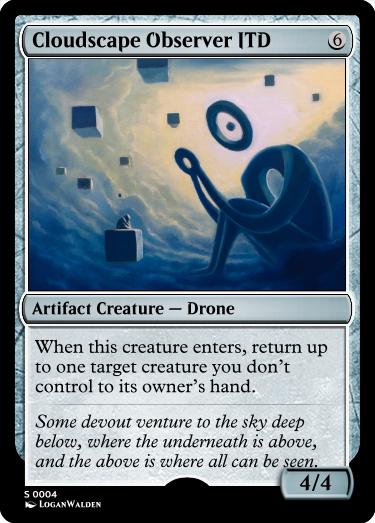 Cloudscape Observer ITD 6
Artifact Creature — Drone
When this creature enters, return up
to one target creature you don't
control to its owner's hand.
Some devout venture to the sky deep
below, where the underneath is above,
and the above is where all can be seen.
4/4
S 0004
LoganWalden